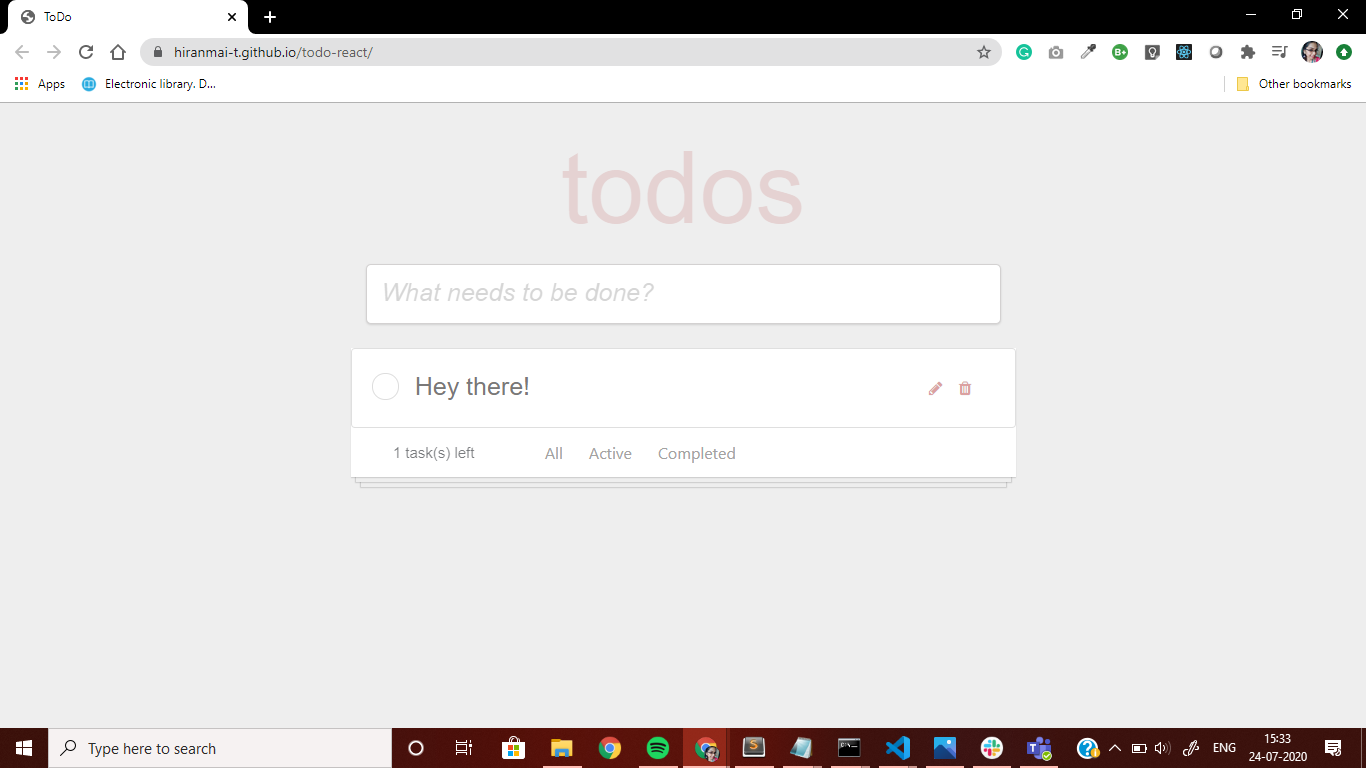 ToDo
hiranmai-t.github.io/todo-react/
Apps
Electronic library. D...
Other bookmarks
todos
What needs to be done?
Hey there!
1 task(s) left
All
Active
Completed
Type here to search
ENG
15:33
24-07-2020